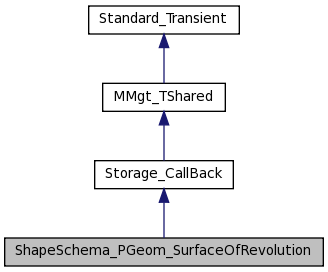 Standard_Transient
MMgt_TShared
Storage_CallBack
ShapeSchema_PGeom_SurfaceOfRevolution